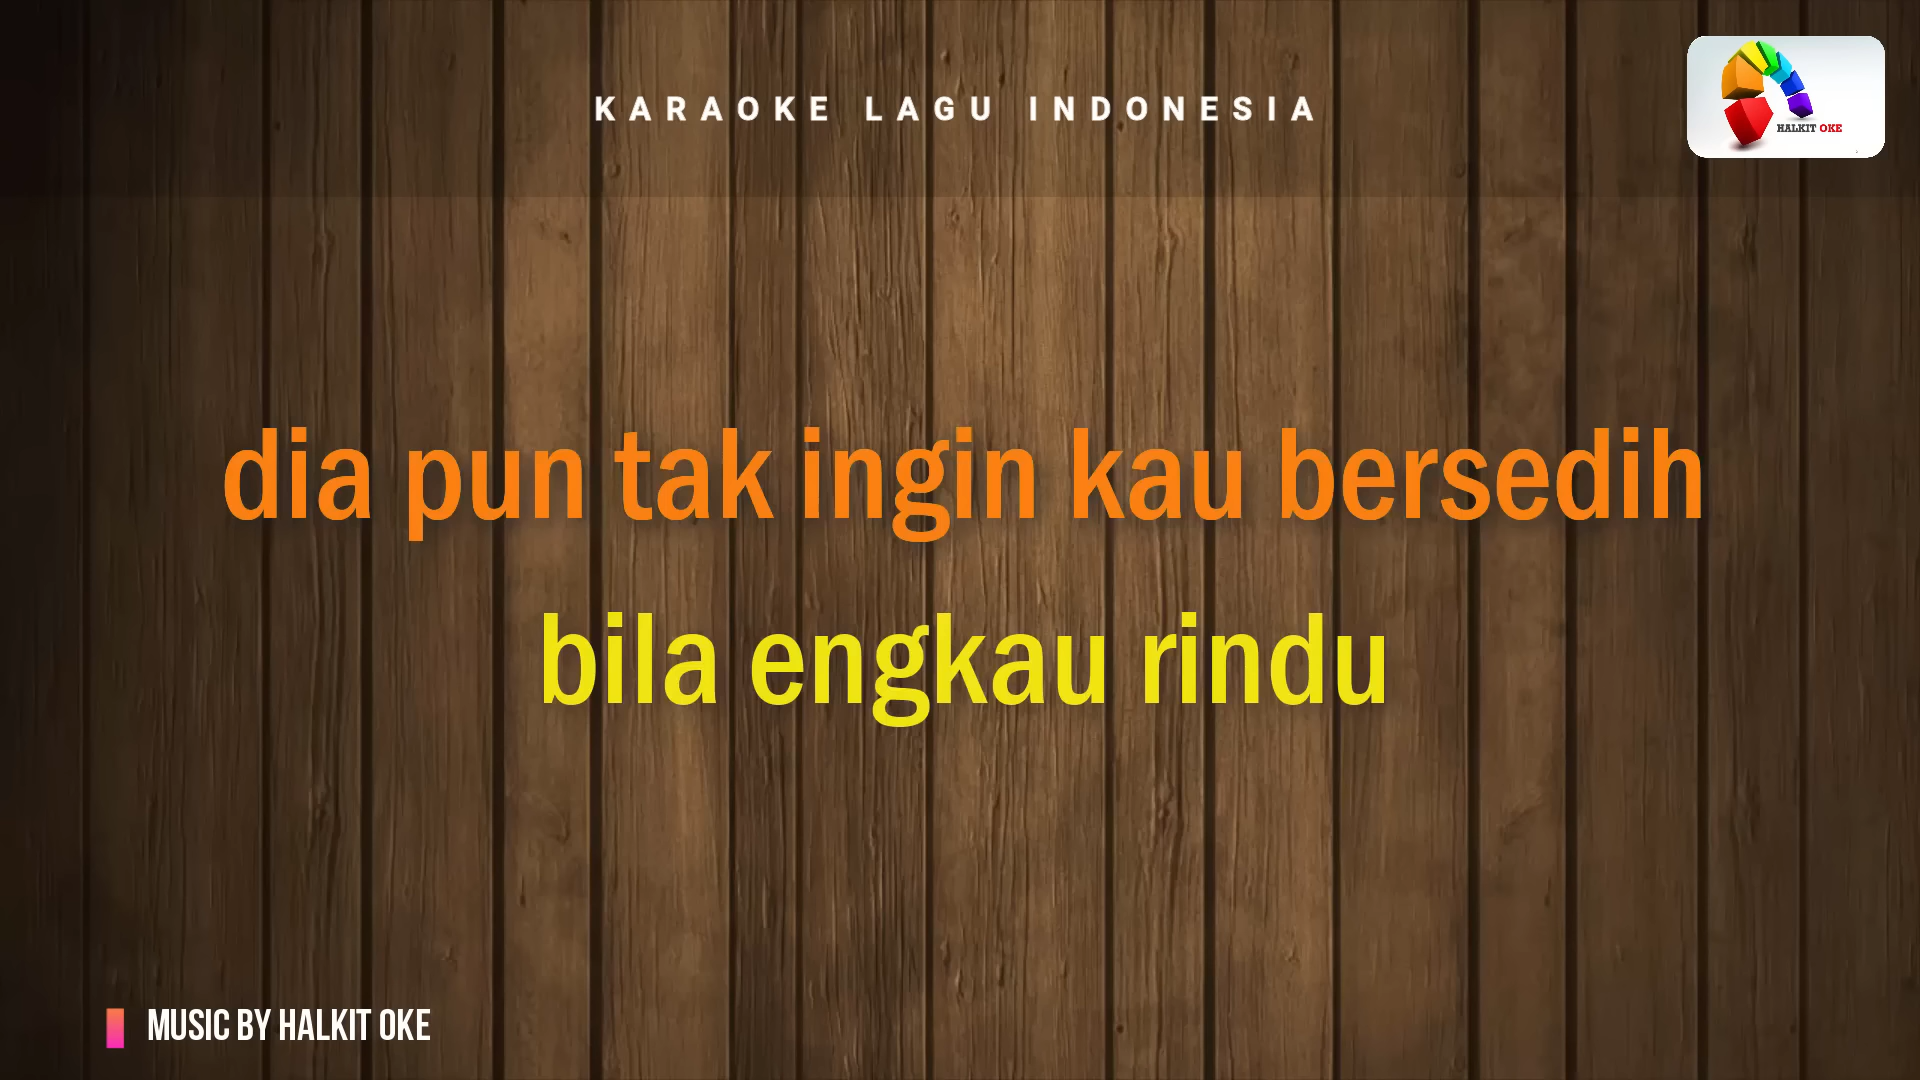 KARAOKE LAGU INDONESIA
HALKIT OKE
dia pun tak ingin kau bersedih
bila engkau rindu
MUSIC BY HALKIT OKE